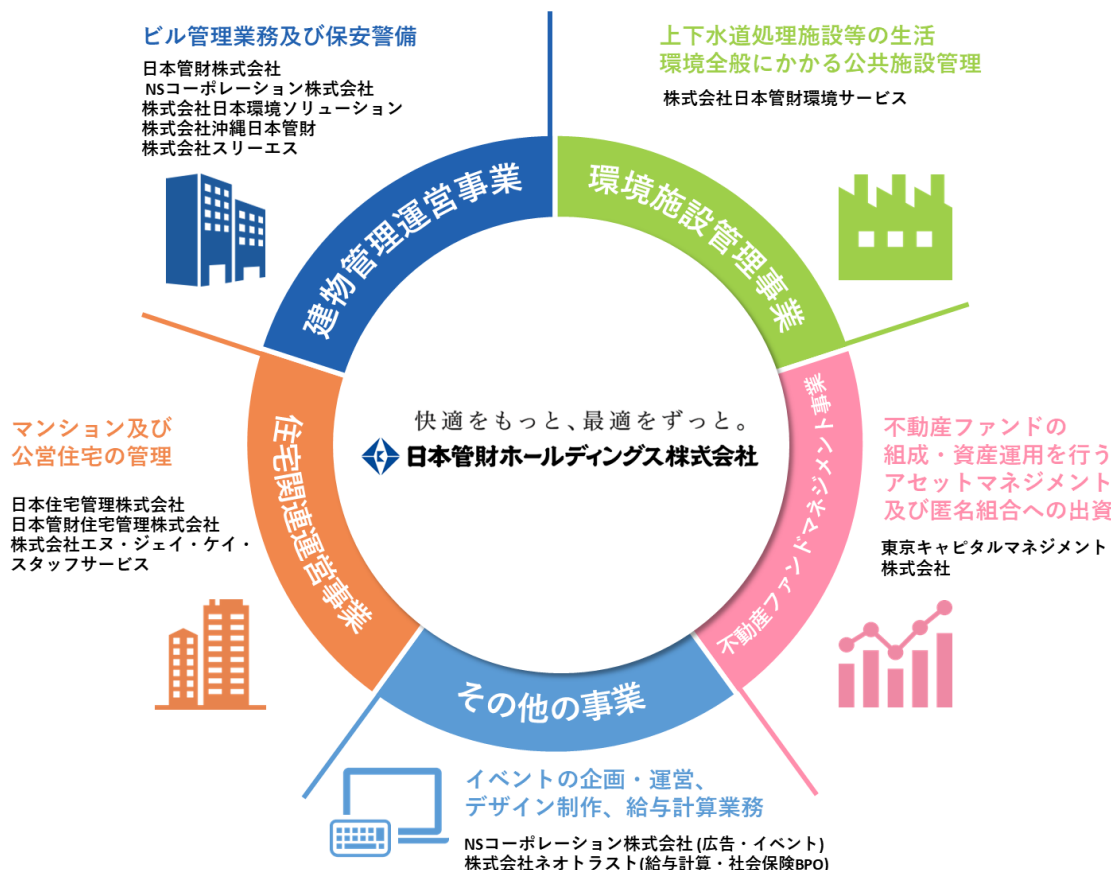 ビル管理業務及び保安警備
日本管財株式会社
NSコーポレーション株式会社
株式会社日本環境ソリューション
株式会社沖縄日本管財
株式会社スリーエス
上下水道処理施設等の生活
環境全般にかかる公共施設管理
株式会社日本管財環境サービス
建物管理運営事業
環境施設管理事業
快適をもっと、最適をずっと。
日本管財ホールディングス株式会社
マンション及び
公営住宅の管理
日本住宅管理株式会社
日本管財住宅管理株式会社
株式会社エヌ・ジェイ・ケイ・
スタッフサービス
住宅関連運営事業
不動産ファンドマネジメント事業
不動産ファンドの
組成・資産運用を行う
アセットマネジメント
及び匿名組合への出資
東京キャピタルマネジメント
株式会社
その他の事業
イベントの企画・運営、
デザイン制作、給与計算業務
NSコーポレーション株式会社 (広告・イベント)
株式会社ネオトラスト(給与計算・社会保険BPO)